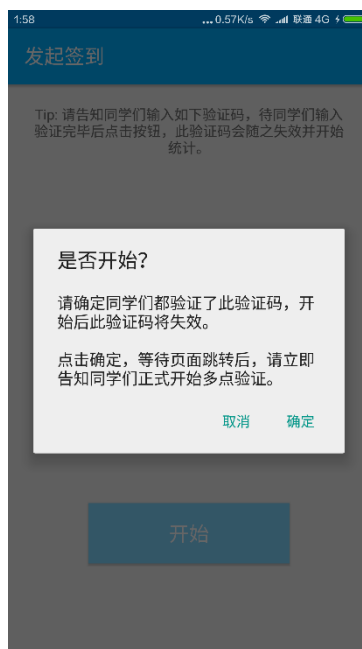 1:58 ...0.57K/s 联通 4G
发起签到
Tip: 请告知同学们输入如下验证码，待同学们输入
验证完毕后点击按钮，此验证码会随之失效并开始
统计。
是否开始？
请确定同学们都验证了此验证码，开
始后此验证码将失效。
点击确定，等待页面跳转后，请立即
告知同学们正式开始多点验证。
取消 确定
开始